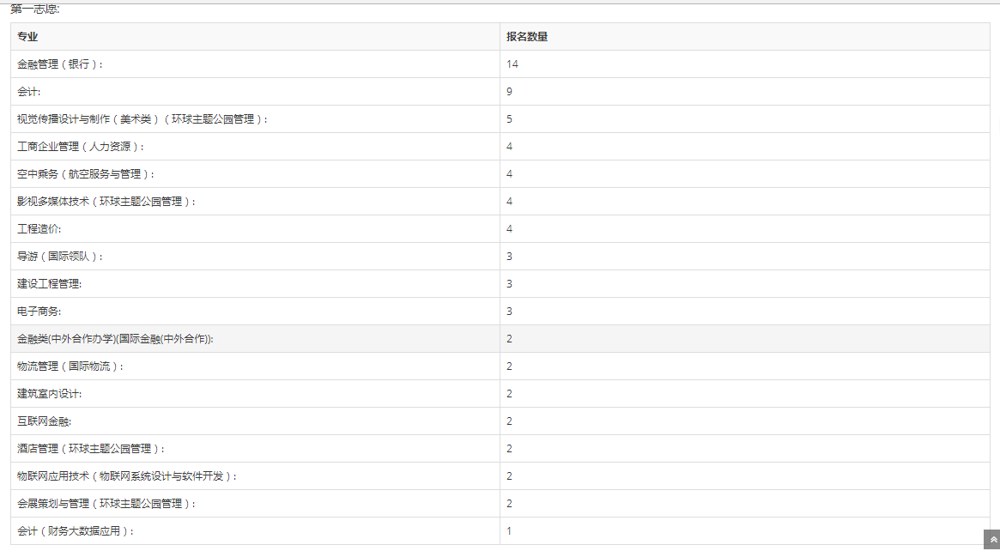 第一志愿:
专业 报名数量
金融管理（银行）: 14
会计: 9
视觉传播设计与制作（美术类）（环球主题公园管理）: 5
工商企业管理（人力资源）: 4
空中乘务（航空服务与管理）: 4
影视多媒体技术（环球主题公园管理）: 4
工程造价: 4
导游（国际领队）: 3
建设工程管理: 3
电子商务: 3
金融类(中外合作办学)(国际金融(中外合作)): 2
物流管理（国际物流）: 2
建筑室内设计: 2
互联网金融: 2
酒店管理（环球主题公园管理）: 2
物联网应用技术（物联网系统设计与软件开发）: 2
会展策划与管理（环球主题公园管理）: 2
会计（财务大数据应用）: 1